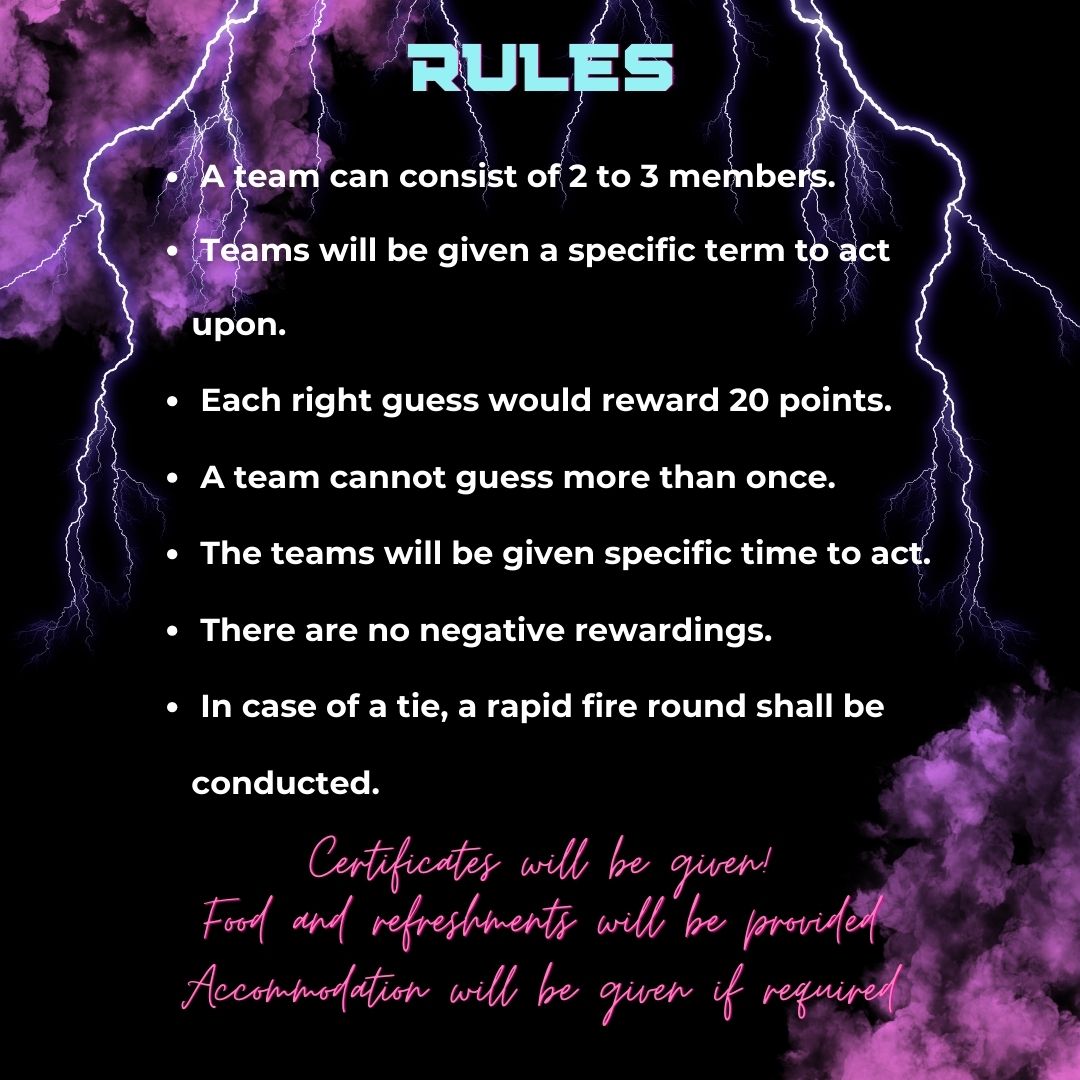 RULES
• A team can consist of 2 to 3 members.
• Teams will be given a specific term to act
upon.
• Each right guess would reward 20 points.
• A team cannot guess more than once.
• The teams will be given specific time to act.
• There are no negative rewardings.
• In case of a tie, a rapid fire round shall be
conducted.
Certificates will be given!
Food and refreshments will be provided
Accommodation will be given if required